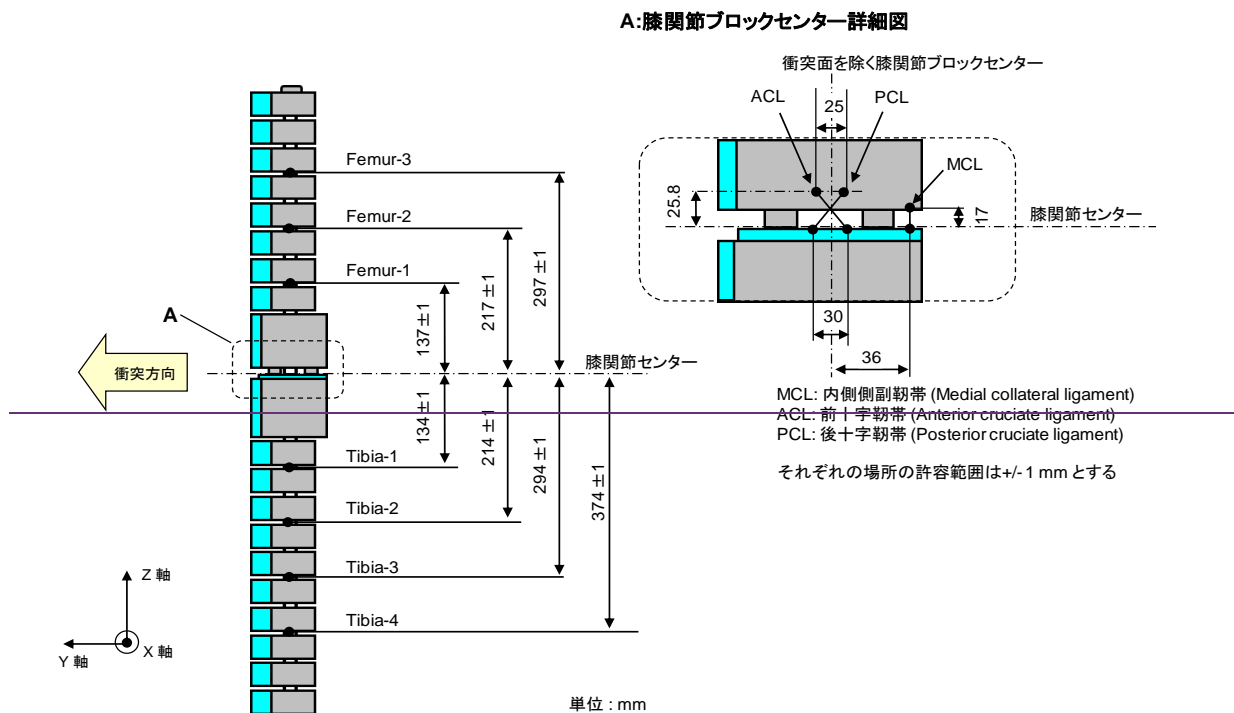 A:膝関節ブロックセンター詳細図
衝突面を除く膝関節ブロックセンター
ACL
25
PCL
MCL
25.8
17
膝関節センター
30
36
Femur-3
Femur-2
Femur-1
137±1
217±1
297±1
A
衝突方向
膝関節センター
134±1
214±1
294±1
374±1
Tibia-1
Tibia-2
Tibia-3
Tibia-4
MCL: 内側側副靭帯 (Medial collateral ligament)
ACL: 前十字靭帯 (Anterior cruciate ligament)
PCL: 後十字靭帯 (Posterior cruciate ligament)
それぞれの場所の許容範囲は+/- 1 mm とする
Z 軸
Y 軸
X 軸
単位 : mm